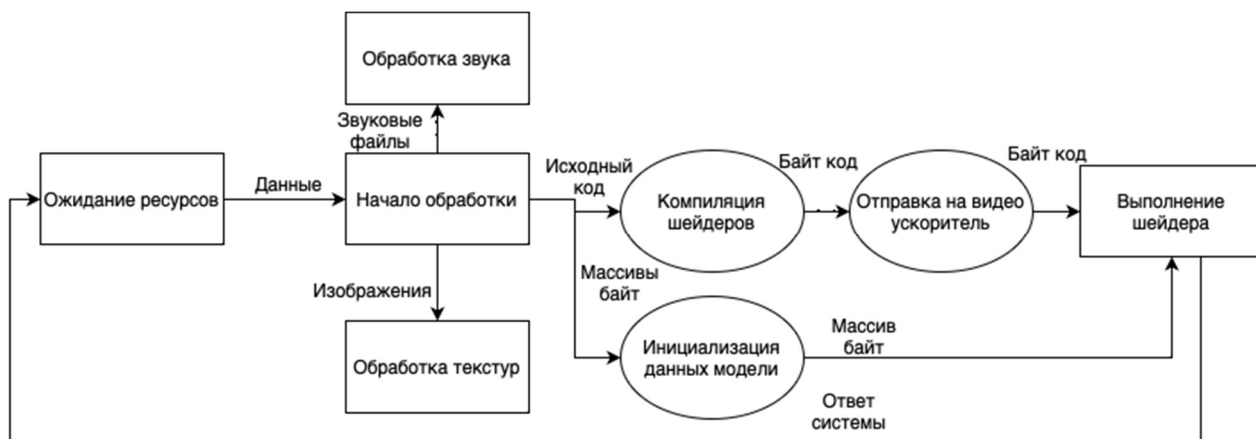 Обработка звука
Звуковые
файлы
Ожидание ресурсов
Данные
Начало обработки
Исходный
код
Компиляция
шейдеров
Байт код
Отправка на видео
ускоритель
Байт код
Выполнение
шейдера
Изображения
Массивы
байт
Обработка текстур
Инициализация
данных модели
Массив
байт
Ответ
системы